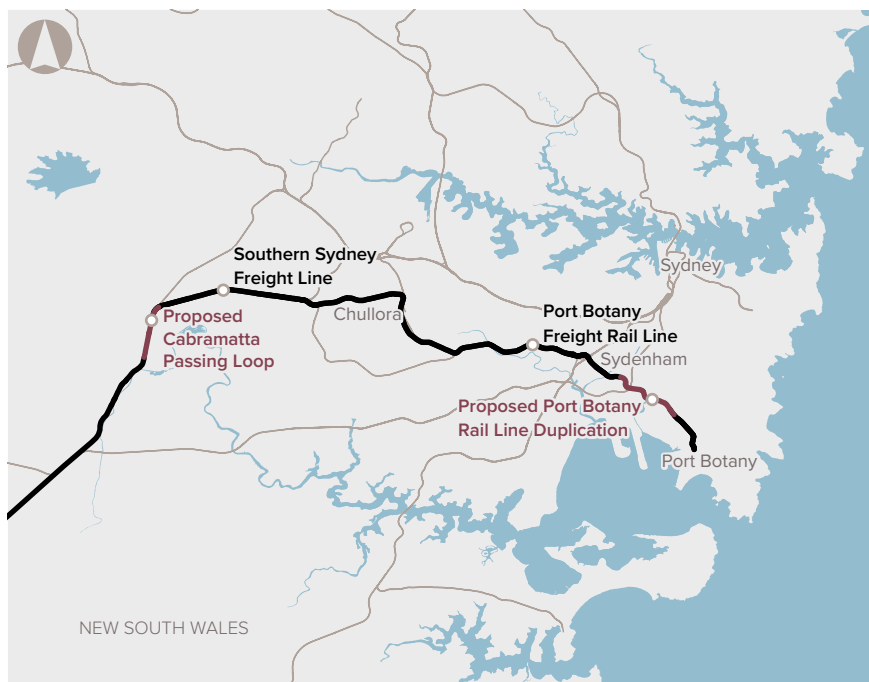 Sydney
Southern Sydney
Freight Line
Chullora
Port Botany
Freight Rail Line
Proposed
Cabramatta
Passing Loop
Sydenham
Proposed Port Botany
Rail Line Duplication
Port Botany
NEW SOUTH WALES